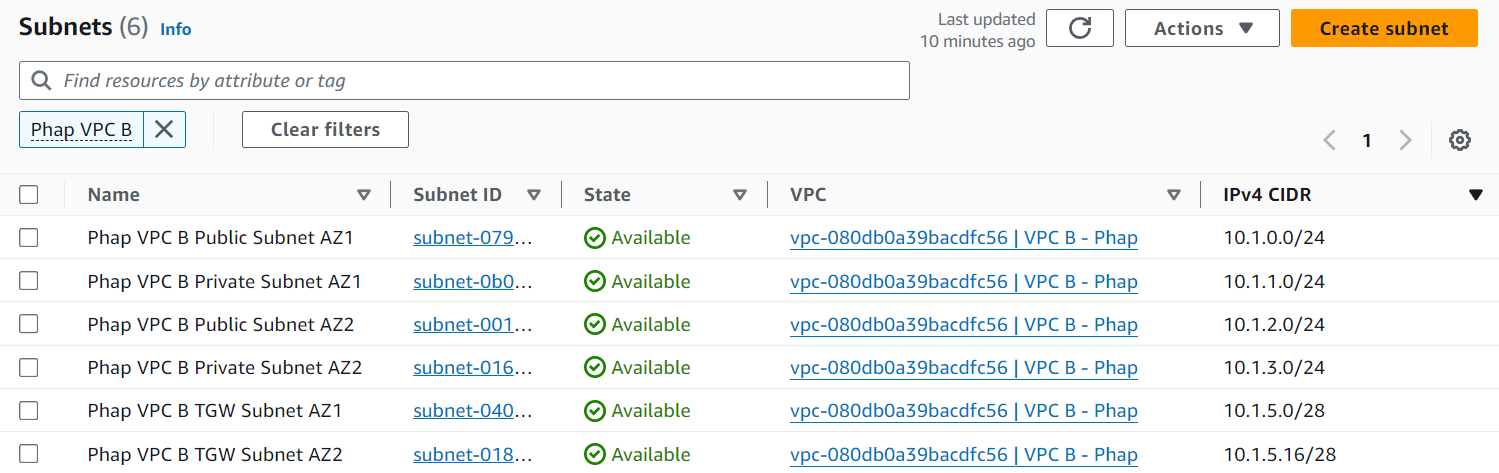 Subnets (6) Info
Last updated
10 minutes ago
Actions
Create subnet
Find resources by attribute or tag
Phap VPC B
Clear filters
1
Name Subnet ID State VPC IPv4 CIDR
Phap VPC B Public Subnet AZ1 subnet-079… Available vpc-080db0a39bacdfc56 | VPC B - Phap 10.1.0.0/24
Phap VPC B Private Subnet AZ1 subnet-0b0… Available vpc-080db0a39bacdfc56 | VPC B - Phap 10.1.1.0/24
Phap VPC B Public Subnet AZ2 subnet-001… Available vpc-080db0a39bacdfc56 | VPC B - Phap 10.1.2.0/24
Phap VPC B Private Subnet AZ2 subnet-016… Available vpc-080db0a39bacdfc56 | VPC B - Phap 10.1.3.0/24
Phap VPC B TGW Subnet AZ1 subnet-040… Available vpc-080db0a39bacdfc56 | VPC B - Phap 10.1.5.0/28
Phap VPC B TGW Subnet AZ2 subnet-018… Available vpc-080db0a39bacdfc56 | VPC B - Phap 10.1.5.16/28